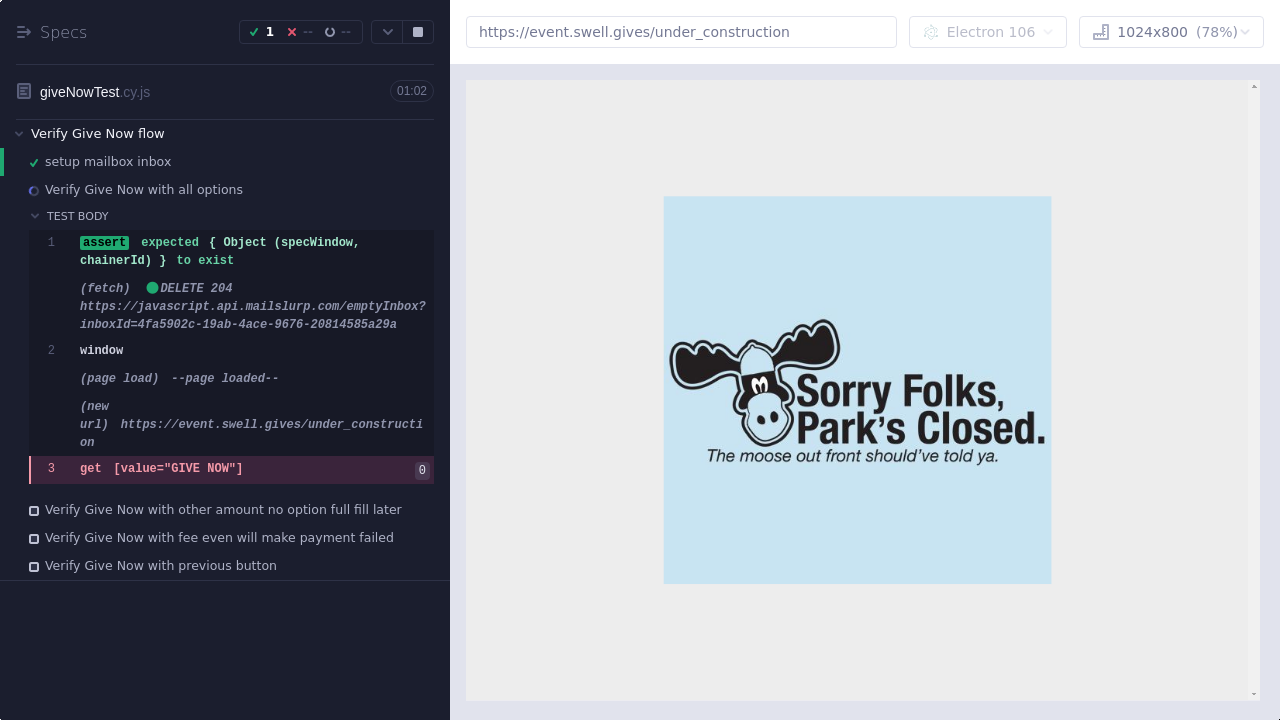 Specs
1
--
--
https://event.swell.gives/under_construction
Electron 106
1024x800 (78%)
giveNowTest.cy.js
01:02
Verify Give Now flow
setup mailbox inbox
Verify Give Now with all options
TEST BODY
1 assert expected { Object (specWindow,
chainerId) } to exist
(fetch) DELETE 204
https://javascript.api.mailslurp.com/emptyInbox?
inboxId=4fa5902c-19ab-4ace-9676-20814585a29a
2 window
(page load) --page loaded--
(new
url) https://event.swell.gives/under_constructi
on
3 get [value="GIVE NOW"] 0
Verify Give Now with other amount no option full fill later
Verify Give Now with fee even will make payment failed
Verify Give Now with previous button
Sorry Folks,
Park's Closed.
The moose out front should've told ya.